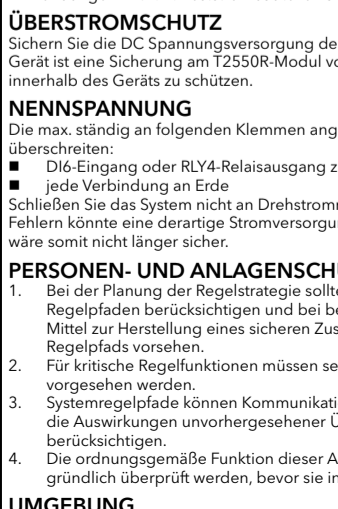 ÜBERSTROMSCHUTZ
Sichern Sie die DC Spannungsversorgung de
Gerät ist eine Sicherung am T2550R-Modul vo
innerhalb des Geräts zu schützen.
NENNSPANNUNG
Die max. ständig an folgenden Klemmen ang
überschreiten:
■ DI6-Eingang oder RLY4-Relaisausgang z
■ jede Verbindung an Erde
Schließen Sie das System nicht an Drehstromn
Fehlern könnte eine derartige Stromversorgu
wäre somit nicht länger sicher.
PERSONEN- UND ANLAGENSCHU
1. Bei der Planung der Regelstrategie sollte
Regelpfaden berücksichtigen und bei be
Mittel zur Herstellung eines sicheren Zus
Regelpfads vorsehen.
2. Für kritische Regelfunktionen müssen se
vorgesehen werden.
3. Systemregelpfade können Kommunikati
die Auswirkungen unvorhergesehener Ü
berücksichtigen.
4. Die ordnungsgemäße Funktion dieser A
gründlich überprüft werden, bevor sie in
UMGEBUNG